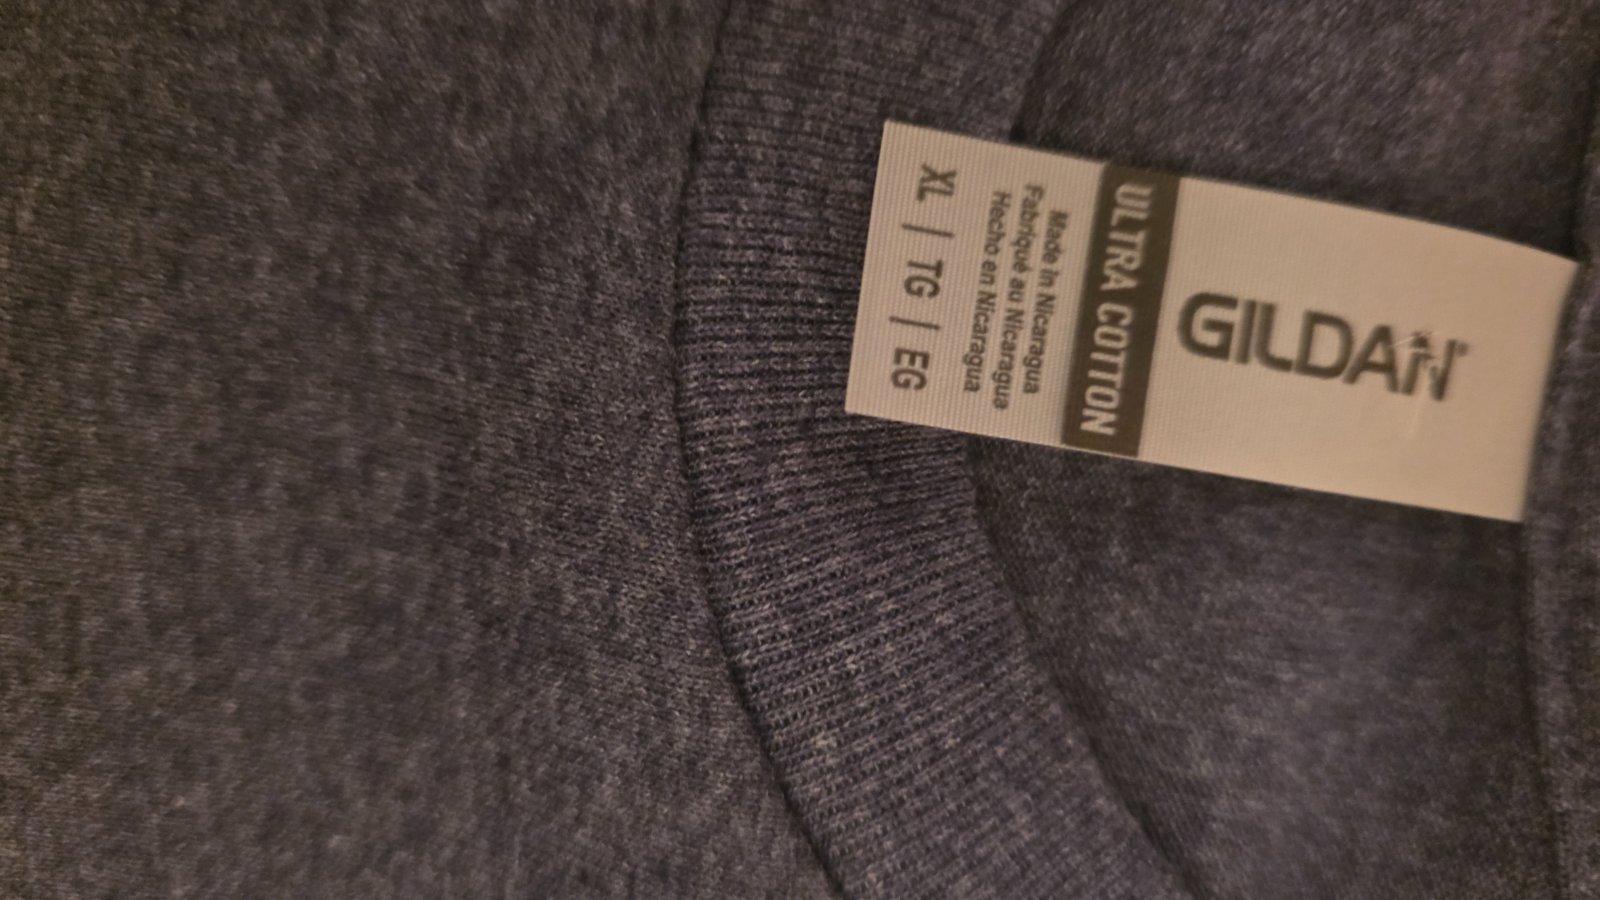 GILDAN®
ULTRA COTTON
Made in Nicaragua
Fabriqué au Nicaragua
Hecho en Nicaragua
XL | TG | EG